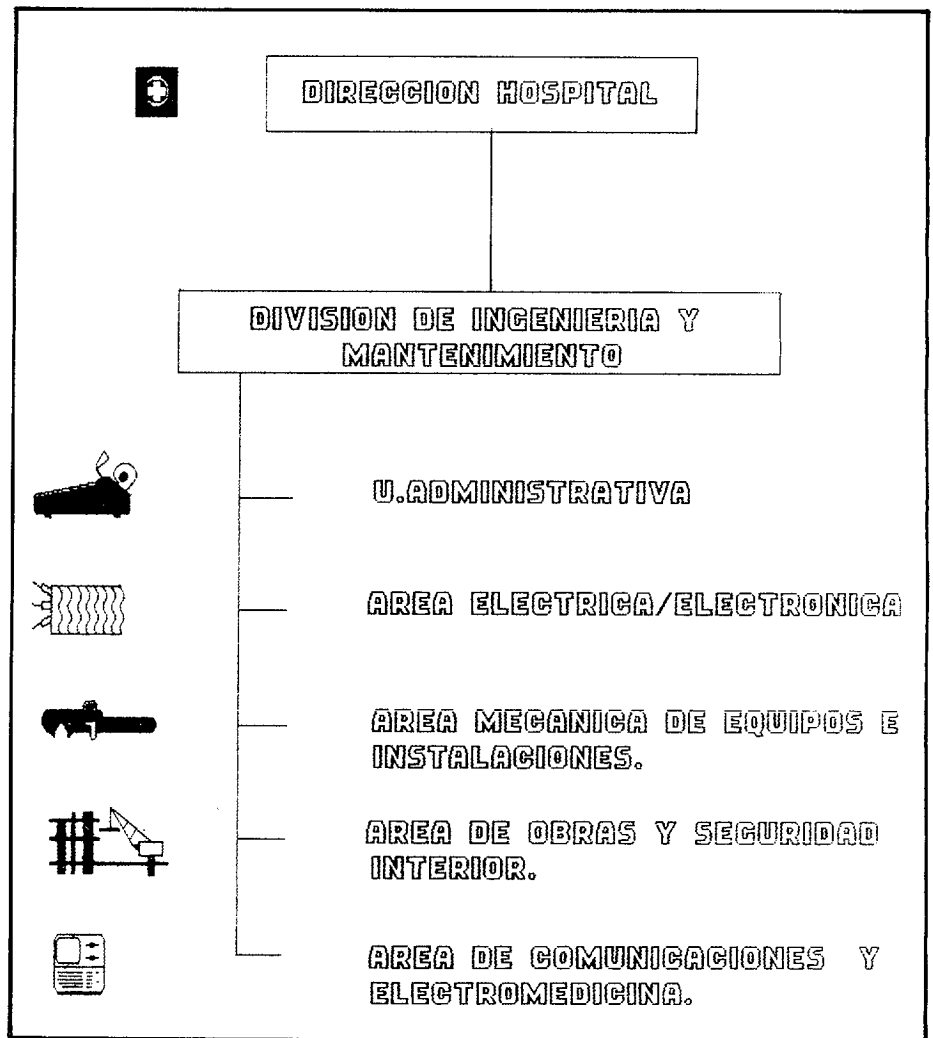 DIRECCION HOSPITAL
DIVISION DE INGENIERIA Y
MANTENIMIENTO
U.ADMINISTRATIVA
AREA ELECTRICA/ELECTRONICA
AREA MECANICA DE EQUIPOS E
INSTALACIONES.
AREA DE OBRAS Y SEGURIDAD
INTERIOR.
AREA DE COMUNICACIONES Y
ELECTROMEDICINA.